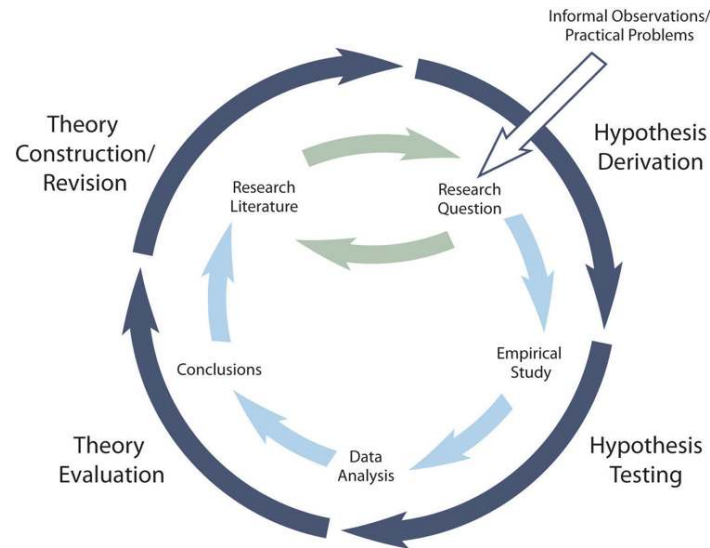 Informal Observations/
Practical Problems
Theory
Construction/
Revision
Hypothesis
Derivation
Research
Literature
Research
Question
Conclusions
Empirical
Study
Theory
Evaluation
Data
Analysis
Hypothesis
Testing